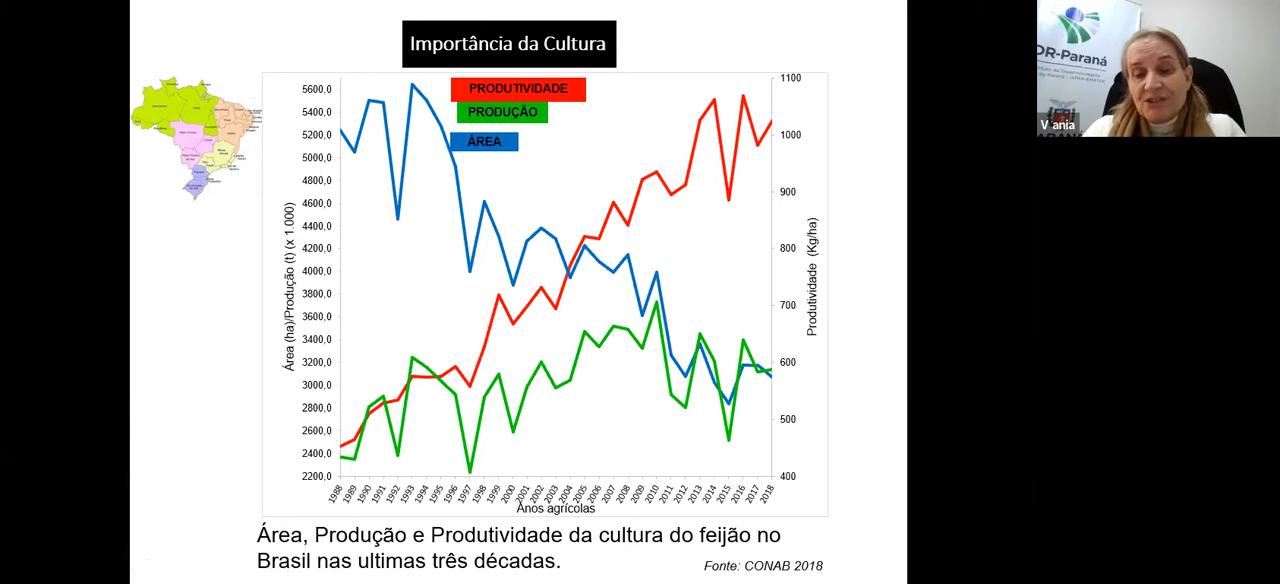 Importância da Cultura
PRODUTIVIDADE
PRODUÇÃO
ÁREA
Área (ha)/Produção (t) (x 1.000)
5600,0
5400,0
5200,0
5000,0
4800,0
4600,0
4400,0
4200,0
4000,0
3800,0
3600,0
3400,0
3200,0
3000,0
2800,0
2600,0
2400,0
2200,0
1100
1000
900
800
700
600
500
400
Produtividade (Kg/ha)
1988 1989 1990 1991 1992 1993 1994 1995 1996 1997 1998 1999 2000 2001 2002 2003 2004 2005 2006 2007 2008 2009 2010 2011 2012 2013 2014 2015 2016 2017 2018
Anos agrícolas
Área, Produção e Produtividade da cultura do feijão no
Brasil nas ultimas três décadas.
Fonte: CONAB 2018
DR-Paraná
V ania